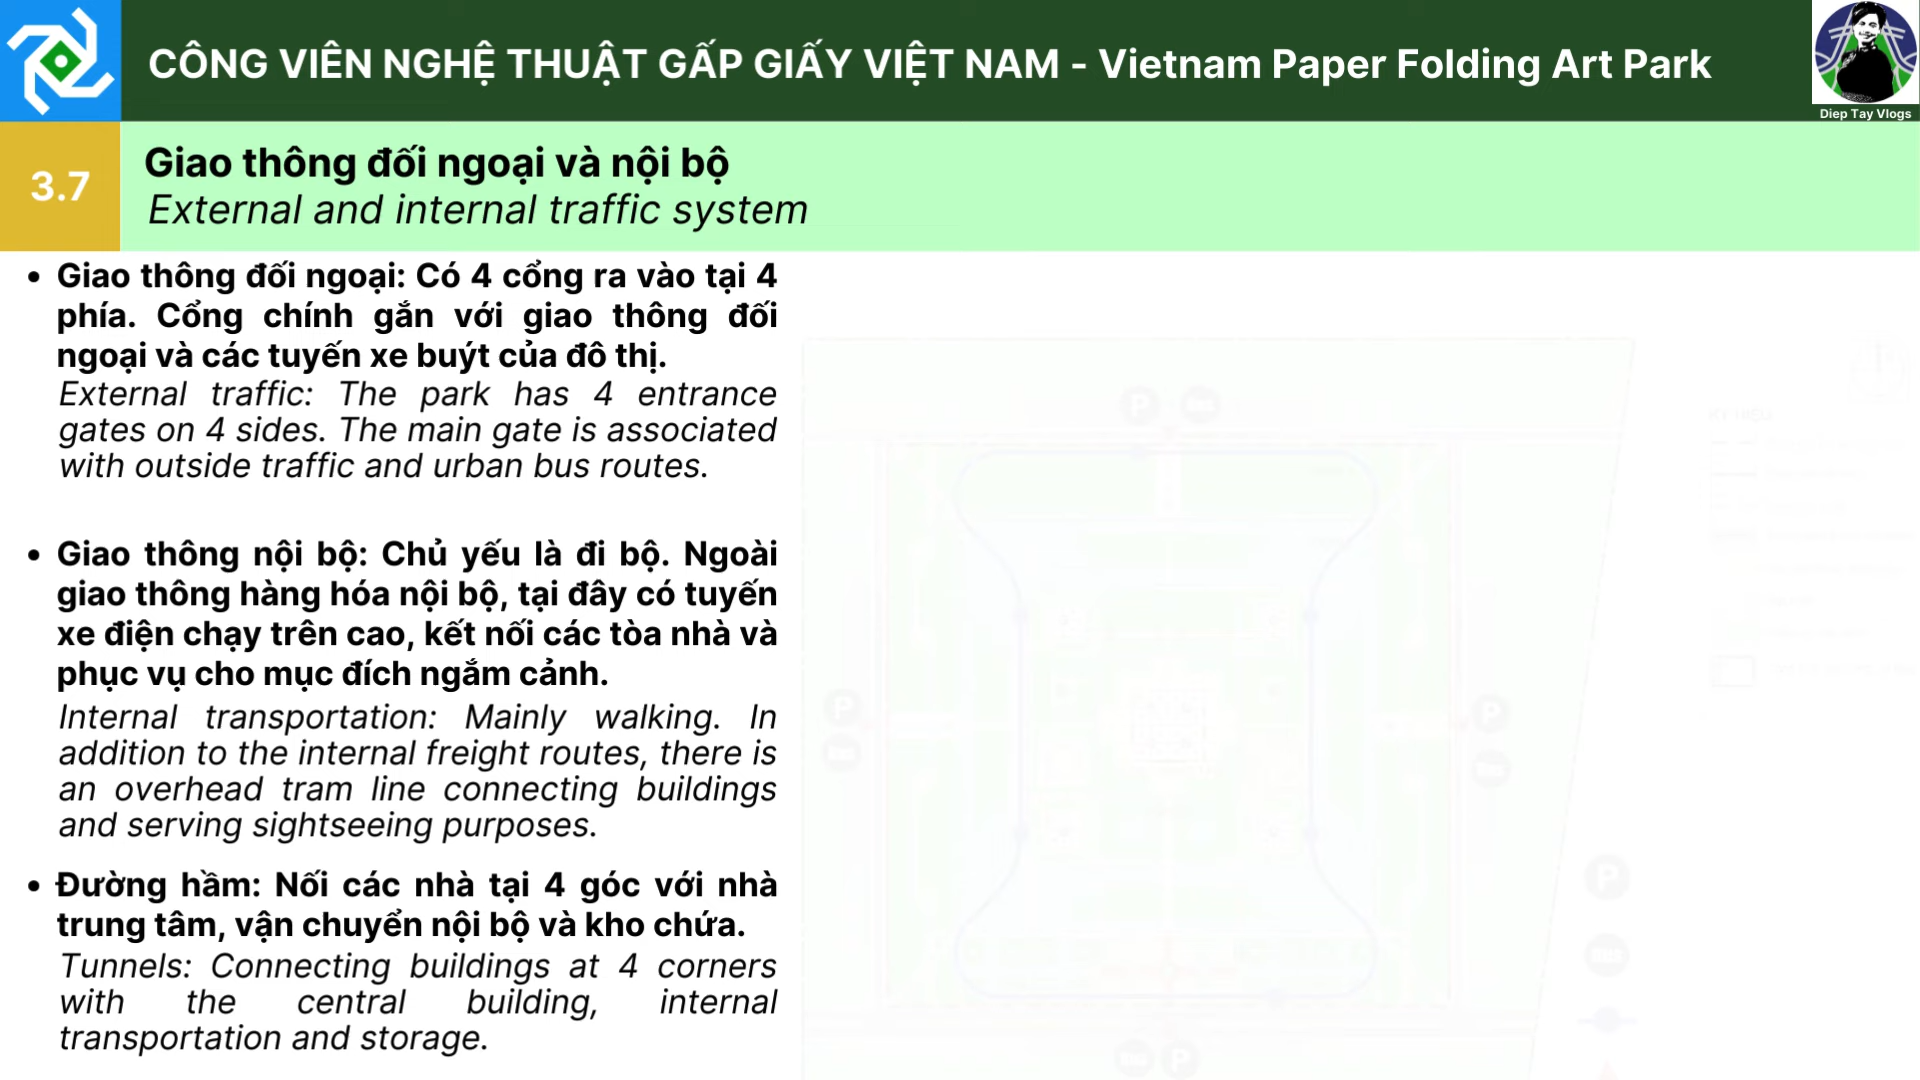 CÔNG VIÊN NGHỆ THUẬT GẤP GIẤY VIỆT NAM - Vietnam Paper Folding Art Park
Diep Tay Vlogs
3.7
Giao thông đối ngoại và nội bộ
External and internal traffic system
• Giao thông đối ngoại: Có 4 cổng ra vào tại 4
phía. Cổng chính gắn với giao thông đối
ngoại và các tuyến xe buýt của đô thị.
External traffic: The park has 4 entrance
gates on 4 sides. The main gate is associated
with outside traffic and urban bus routes.
• Giao thông nội bộ: Chủ yếu là đi bộ. Ngoài
giao thông hàng hóa nội bộ, tại đây có tuyến
xe điện chạy trên cao, kết nối các tòa nhà và
phục vụ cho mục đích ngắm cảnh.
Internal transportation: Mainly walking. In
addition to the internal freight routes, there is
an overhead tram line connecting buildings
and serving sightseeing purposes.
• Đường hầm: Nối các nhà tại 4 góc với nhà
trung tâm, vận chuyển nội bộ và kho chứa.
Tunnels: Connecting buildings at 4 corners
with the central building, internal
transportation and storage.
P
P
P
P
P